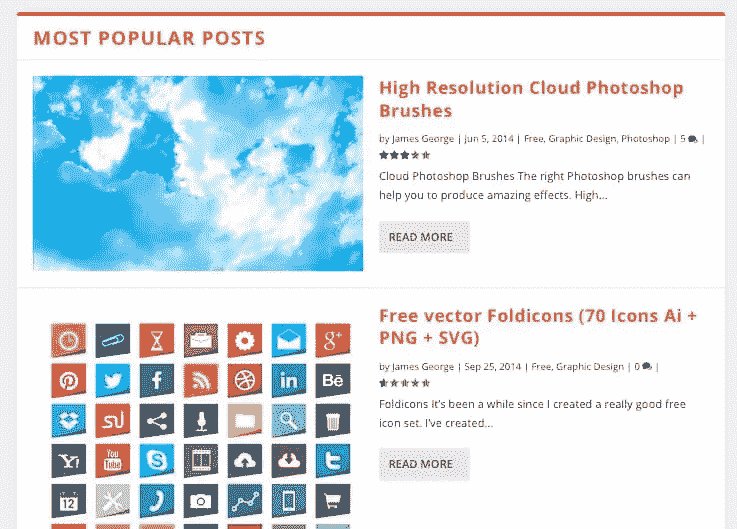 MOST POPULAR POSTS
High Resolution Cloud Photoshop
Brushes
by James George | Jun 5, 2014 | Free, Graphic Design, Photoshop | 5 |
Cloud Photoshop Brushes The right Photoshop brushes can
help you to produce amazing effects. High...
READ MORE
Free vector Foldicons (70 Icons Ai +
PNG + SVG)
by James George | Sep 25, 2014 | Free, Graphic Design | 0 |
Foldicons It's been a while since I created a really good free
icon set. I've created...
READ MORE
g+
in
Bē
Y!
You
Tube
12